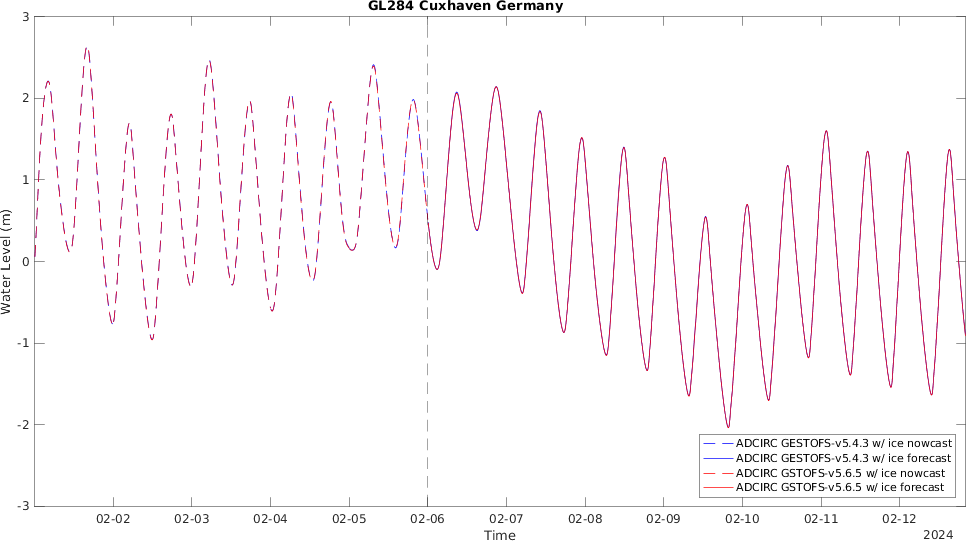 GL284 Cuxhaven Germany
3
2
1
0
-1
-2
-3
Water Level (m)
ADCIRC GESTOFS-v5.4.3 w/ ice nowcast
ADCIRC GESTOFS-v5.4.3 w/ ice forecast
ADCIRC GSTOFS-v5.6.5 w/ ice nowcast
ADCIRC GSTOFS-v5.6.5 w/ ice forecast
02-02 02-03 02-04 02-05 02-06 02-07 02-08 02-09 02-10 02-11 02-12
Time
2024